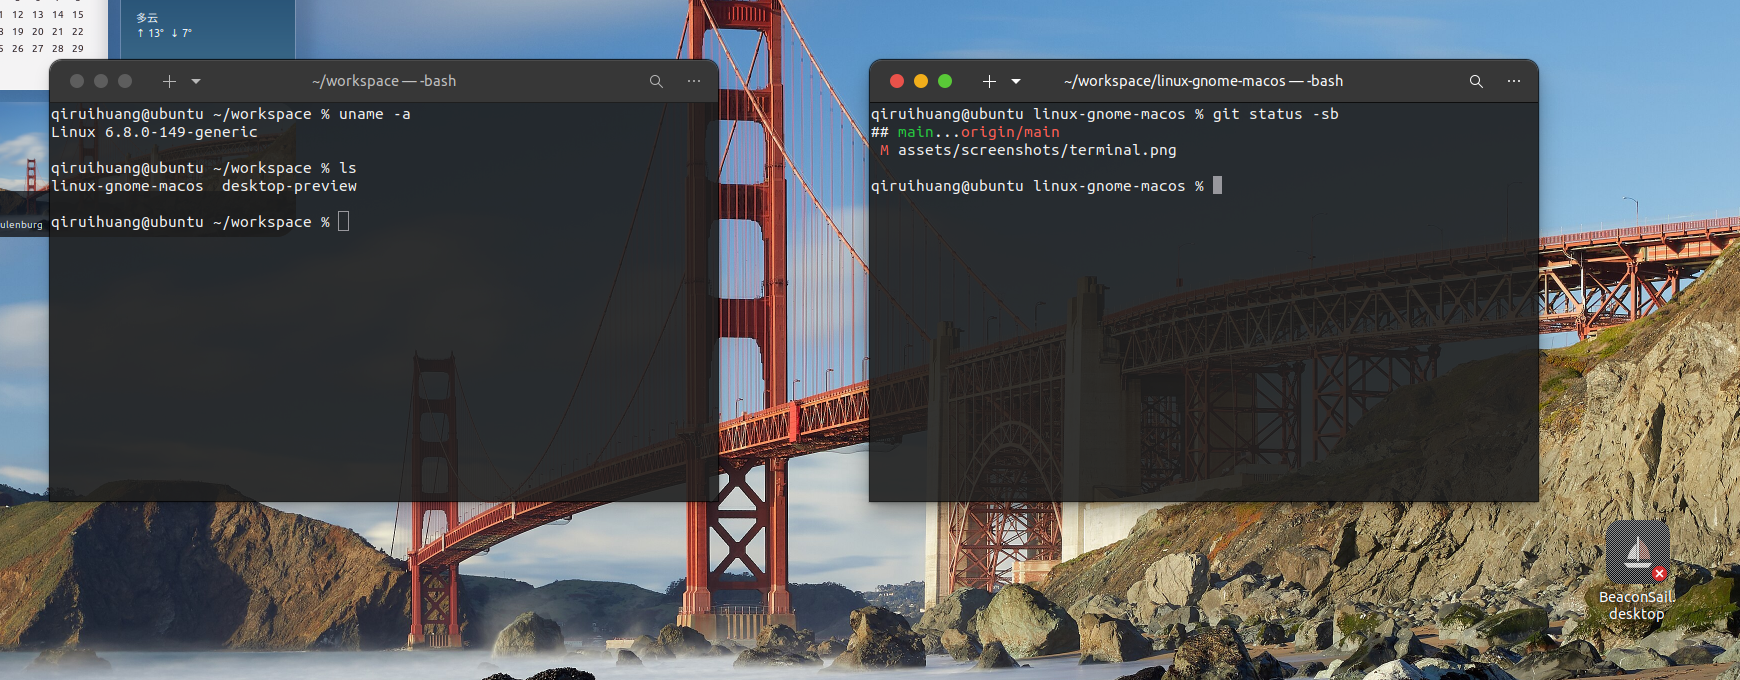 12 13 14 15
19 20 21 22
26 27 28 29
多云
↑ 13° ↓ 7°
ulenburg
~/workspace — -bash
qiruihuang@ubuntu ~/workspace % uname -a
Linux 6.8.0-149-generic
qiruihuang@ubuntu ~/workspace % ls
linux-gnome-macos  desktop-preview
qiruihuang@ubuntu ~/workspace %
~/workspace/linux-gnome-macos — -bash
qiruihuang@ubuntu linux-gnome-macos % git status -sb
## main...origin/main
 M assets/screenshots/terminal.png
qiruihuang@ubuntu linux-gnome-macos %
BeaconSail.
desktop